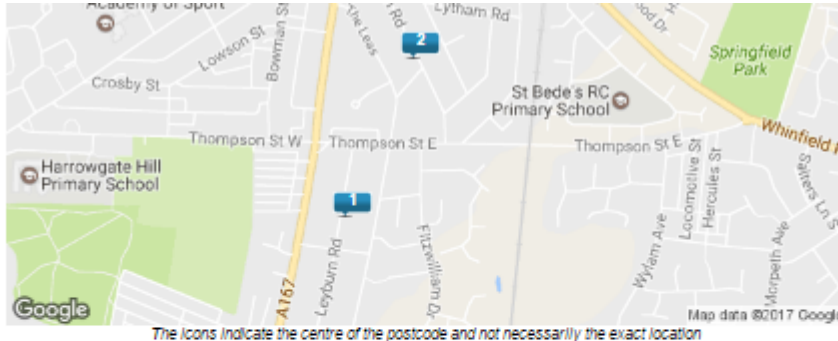 Academy of Sport
The Leas
Rd
Lytham Rd
2
Lowson St
Bowman St
Crosby St
Springfield
Park
St Bede's RC
Primary School
Thompson St W
Thompson St E
Thompson St E
Whinfield
Harrowgate Hill
Primary School
1
Locomotive St
Hercules St
Salters Ln S
Leyburn Rd
Fitzwilliam Dr
Wylam Ave
Morpeth Ave
A167
Google
Map data ©2017 Google
The icons indicate the centre of the postcode and not necessarily the exact location